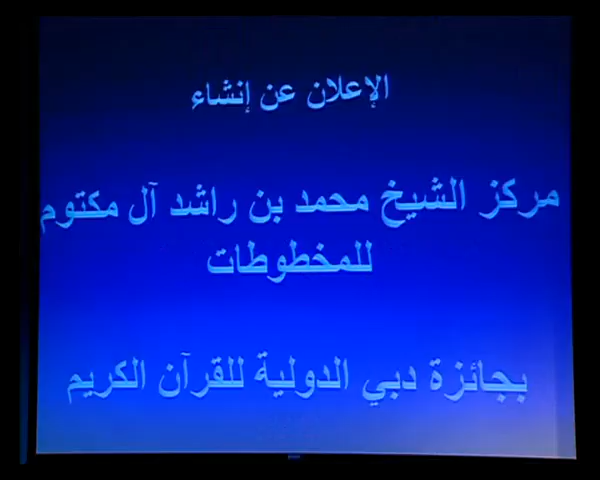 الإعلان عن إنشاء
مركز الشيخ محمد بن راشد آل مكتوم
للمخطوطات
بجائزة دبي الدولية للقرآن الكريم